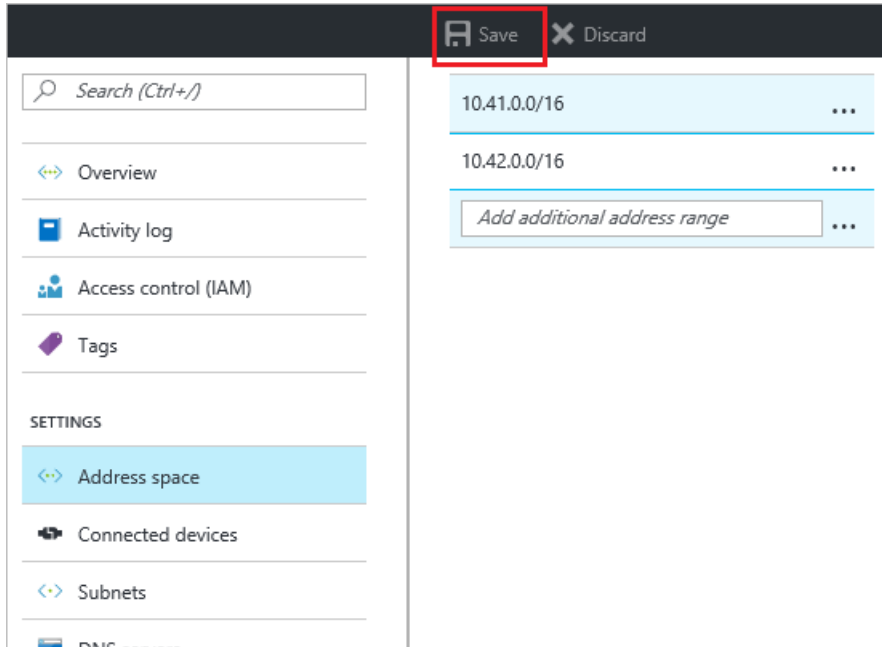 Save Discard
Search (Ctrl+/)
10.41.0.0/16 ...
Overview
10.42.0.0/16 ...
Activity log
Add additional address range ...
Access control (IAM)
Tags
SETTINGS
Address space
Connected devices
Subnets